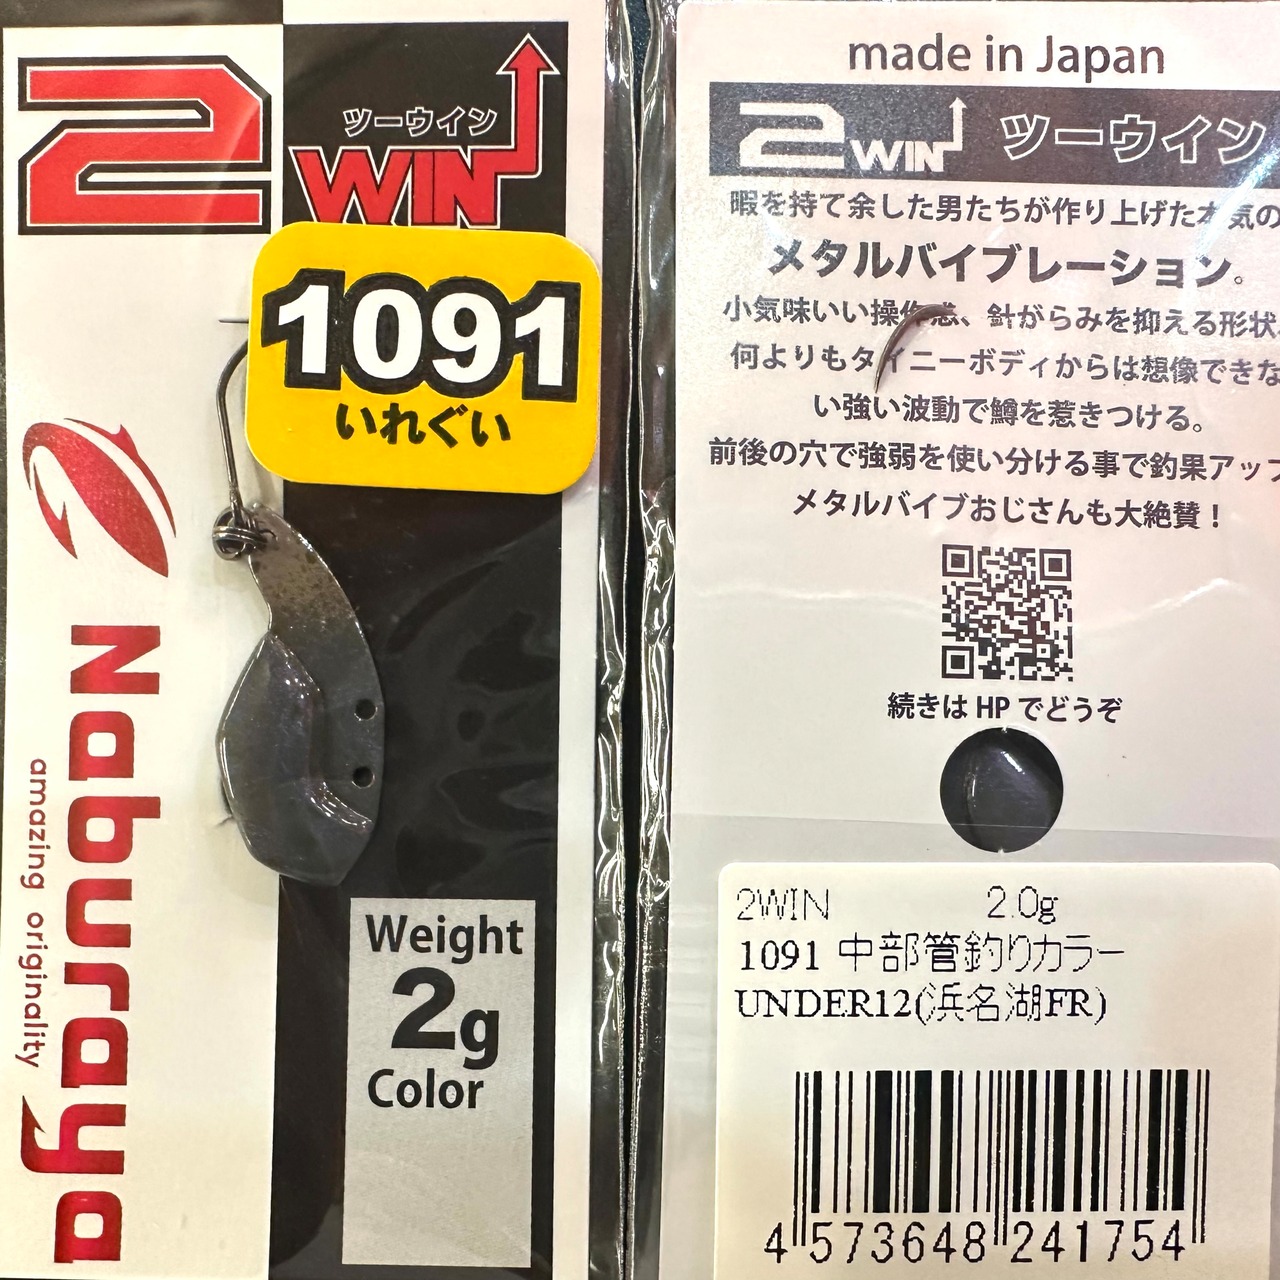 2
ツーウイン
WIN
1091
いれぐい
Naburaya
amazing originality
Weight
2g
Color
made in Japan
2WIN ツーウイン
暇を持て余した男たちが作り上げた本気の
メタルバイブレーション。
小気味いい操作感、針がらみを抑える形状、
何よりもタイニーボディからは想像できな
い強い波動で鱒を惹きつける。
前後の穴で強弱を使い分ける事で釣果アップ
メタルバイブおじさんも大絶賛！
続きは HP でどうぞ
2WIN 2.0g
1091 中部管釣りカラー
UNDER12(浜名湖FR)
4 573648 241754